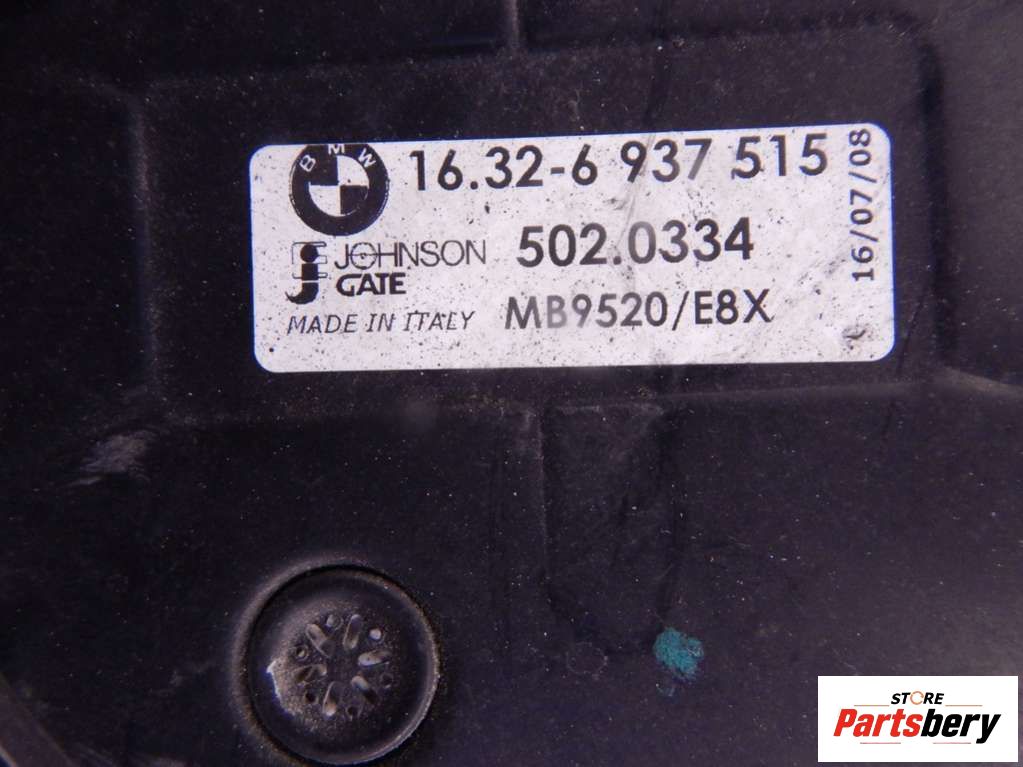 BMW 16.32-6 937 515
JOHNSON 502.0334
GATE
MADE IN ITALY MB9520/E8X
16/07/08
STORE
Partsbery